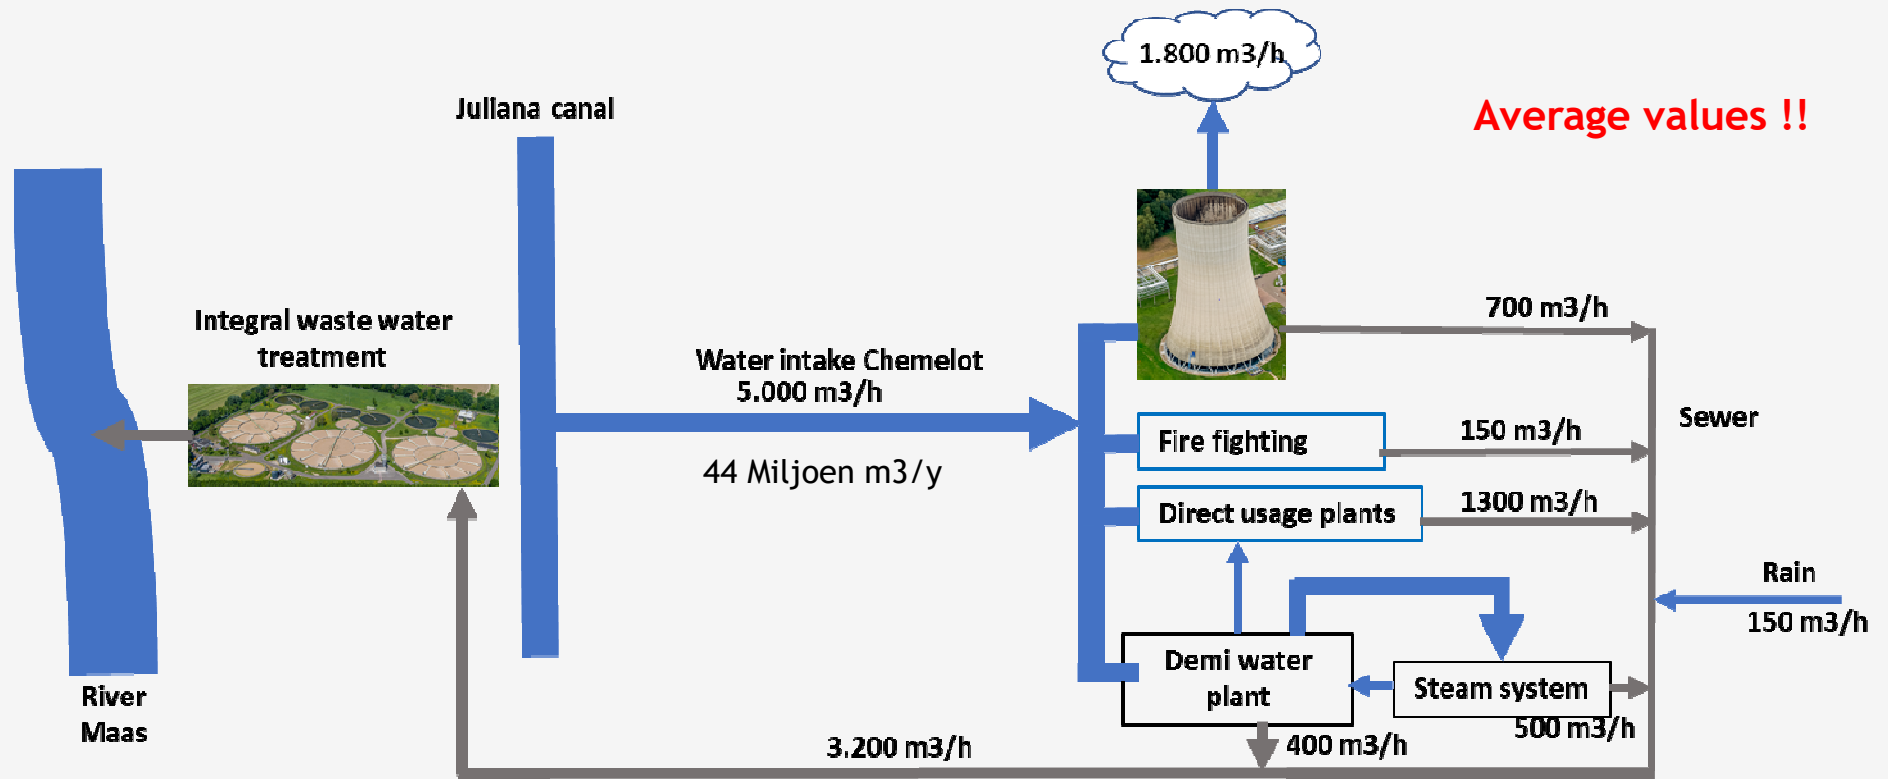 1.800 m3/h
Average values !!
Juliana canal
Integral waste water
treatment
Water intake Chemelot
5.000 m3/h
44 Miljoen m3/y
700 m3/h
Sewer
Fire fighting
150 m3/h
Direct usage plants
1300 m3/h
Rain
150 m3/h
Demi water
plant
Steam system
500 m3/h
400 m3/h
3.200 m3/h
River
Maas